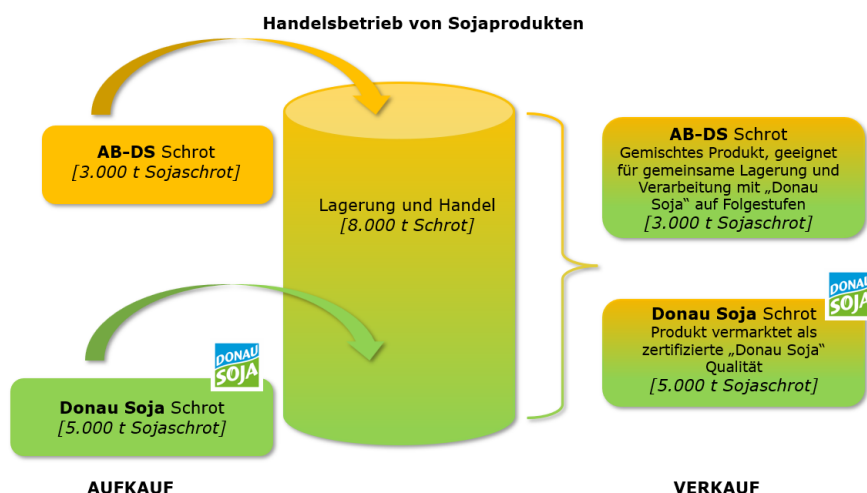 Handelsbetrieb von Sojaprodukten
AB–DS Schrot
[3.000 t Sojaschrot]
Lagerung und Handel
[8.000 t Schrot]
AB–DS Schrot
Gemischtes Produkt, geeignet
für gemeinsame Lagerung und
Verarbeitung mit „Donau
Soja“ auf Folgestufen
[3.000 t Sojaschrot]
DONAU
SOJA
Donau Soja Schrot
[5.000 t Sojaschrot]
DONAU
SOJA
Donau Soja Schrot
Produkt vermarktet als
zertifizierte „Donau Soja“
Qualität
[5.000 t Sojaschrot]
AUFKAUF
VERKAUF